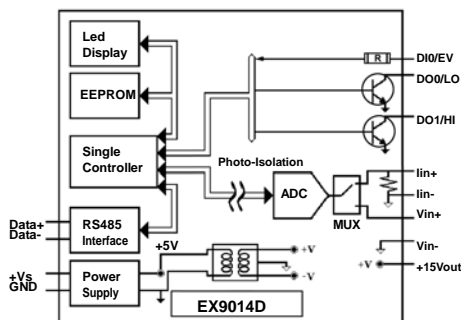 Led
Display
EEPROM
Single
Controller
RS485
Interface
Power
Supply
Data+
Data-
+Vs
GND
+5V
Photo-Isolation
ADC
MUX
R
DI0/EV
DO0/LO
DO1/HI
Iin+
Iin-
Vin+
Vin-
+V
+15Vout
+V
-V
EX9014D